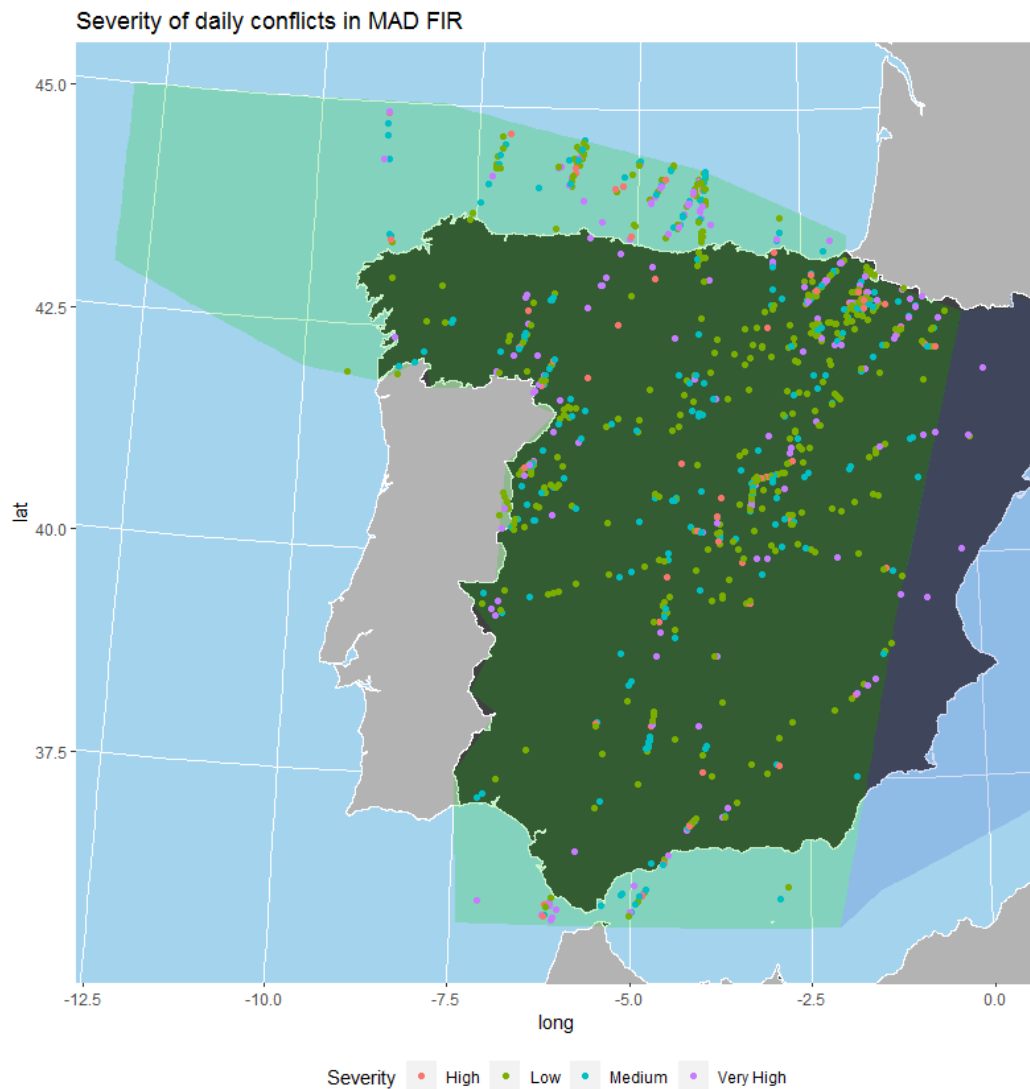 Severity of daily conflicts in MAD FIR
45.0
42.5
40.0
37.5
lat
-12.5 -10.0 -7.5 -5.0 -2.5 0.0
long
Severity High Low Medium Very High